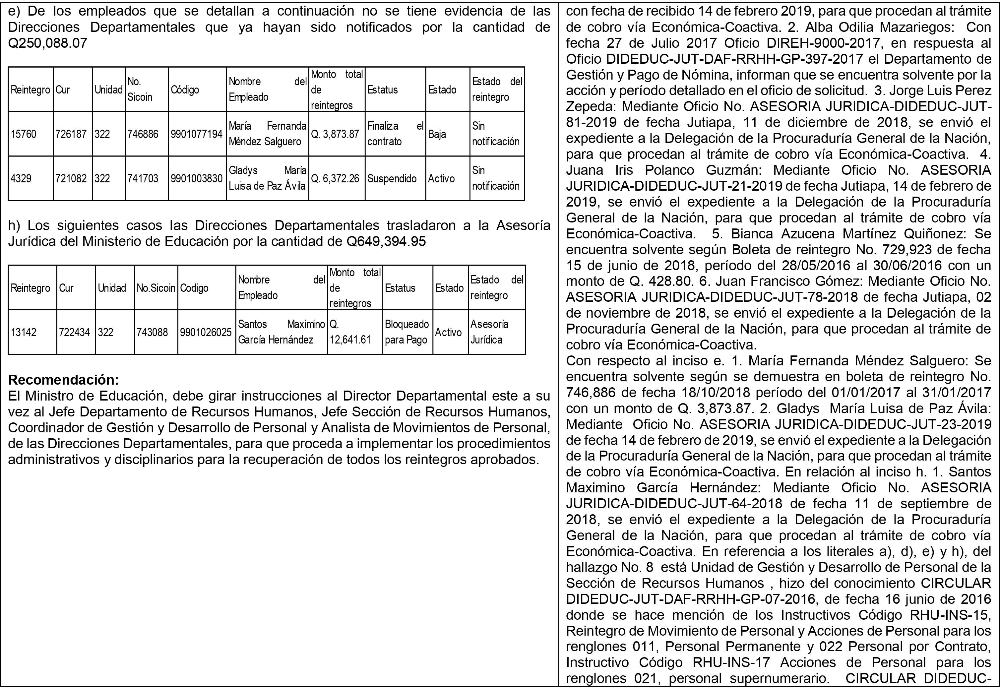 e) De los empleados que se detallan a continuación no se tiene evidencia de las
Direcciones Departamentales que ya hayan sido notificados por la cantidad de
Q250,088.07
Reintegro Cur Unidad No. Sicoin Código Nombre del Empleado Monto total de reintegros Estatus Estado Estado del reintegro
15760 726187 322 746886 9901077194 María Fernanda Méndez Salguero Q. 3,873.87 Finaliza el contrato Baja Sin notificación
4329 721082 322 741703 9901003830 Gladys María Luisa de Paz Ávila Q. 6,372.26 Suspendido Activo Sin notificación
h) Los siguientes casos las Direcciones Departamentales trasladaron a la Asesoría
Jurídica del Ministerio de Educación por la cantidad de Q649,394.95
Reintegro Cur Unidad No.Sicoin Codigo Nombre del Empleado Monto total de reintegros Estatus Estado Estado del reintegro
13142 722434 322 743088 9901026025 Santos Maximino García Hernández Q. 12,641.61 Bloqueado para Pago Activo Asesoría Jurídica
Recomendación:
El Ministro de Educación, debe girar instrucciones al Director Departamental este a su
vez al Jefe Departamento de Recursos Humanos, Jefe Sección de Recursos Humanos,
Coordinador de Gestión y Desarrollo de Personal y Analista de Movimientos de Personal,
de las Direcciones Departamentales, para que proceda a implementar los procedimientos
administrativos y disciplinarios para la recuperación de todos los reintegros aprobados.
con fecha de recibido 14 de febrero 2019, para que procedan al trámite
de cobro vía Económica-Coactiva. 2. Alba Odilia Mazariegos: Con
fecha 27 de Julio 2017 Oficio DIREH-9000-2017, en respuesta al
Oficio DIDEDUC-JUT-DAF-RRHH-GP-397-2017 el Departamento de
Gestión y Pago de Nómina, informan que se encuentra solvente por la
acción y período detallado en el oficio de solicitud. 3. Jorge Luis Perez
Zepeda: Mediante Oficio No. ASESORIA JURIDICA-DIDEDUC-JUT-
81-2019 de fecha Jutiapa, 11 de diciembre de 2018, se envió el
expediente a la Delegación de la Procuraduría General de la Nación,
para que procedan al trámite de cobro vía Económica-Coactiva. 4.
Juana Iris Polanco Guzmán: Mediante Oficio No. ASESORIA
JURIDICA-DIDEDUC-JUT-21-2019 de fecha Jutiapa, 14 de febrero de
2019, se envió el expediente a la Delegación de la Procuraduría
General de la Nación, para que procedan al trámite de cobro vía
Económica-Coactiva. 5. Bianca Azucena Martínez Quiñonez: Se
encuentra solvente según Boleta de reintegro No. 729,923 de fecha
15 de junio de 2018, período del 28/05/2016 al 30/06/2016 con un
monto de Q. 428.80. 6. Juan Francisco Gómez: Mediante Oficio No.
ASESORIA JURIDICA-DIDEDUC-JUT-78-2018 de fecha Jutiapa, 02
de noviembre de 2018, se envió el expediente a la Delegación de la
Procuraduría General de la Nación, para que procedan al trámite de
cobro vía Económica-Coactiva.
Con respecto al inciso e. 1. María Fernanda Méndez Salguero: Se
encuentra solvente según se demuestra en boleta de reintegro No.
746,886 de fecha 18/10/2018 período del 01/01/2017 al 31/01/2017
con un monto de Q. 3,873.87. 2. Gladys María Luisa de Paz Ávila:
Mediante Oficio No. ASESORIA JURIDICA-DIDEDUC-JUT-23-2019
de fecha 14 de febrero de 2019, se envió el expediente a la Delegación
de la Procuraduría General de la Nación, para que procedan al trámite
de cobro vía Económica-Coactiva. En relación al inciso h. 1. Santos
Maximino García Hernández: Mediante Oficio No. ASESORIA
JURIDICA-DIDEDUC-JUT-64-2018 de fecha 11 de septiembre de
2018, se envió el expediente a la Delegación de la Procuraduría
General de la Nación, para que procedan al trámite de cobro vía
Económica-Coactiva. En referencia a los literales a), d), e) y h), del
hallazgo No. 8 está Unidad de Gestión y Desarrollo de Personal de la
Sección de Recursos Humanos , hizo del conocimiento CIRCULAR
DIDEDUC-JUT-DAF-RRHH-GP-07-2016, de fecha 16 junio de 2016
donde se hace mención de los Instructivos Código RHU-INS-15,
Reintegro de Movimiento de Personal y Acciones de Personal para los
renglones 011, Personal Permanente y 022 Personal por Contrato,
Instructivo Código RHU-INS-17 Acciones de Personal para los
renglones 021, personal supernumerario. CIRCULAR DIDEDUC-